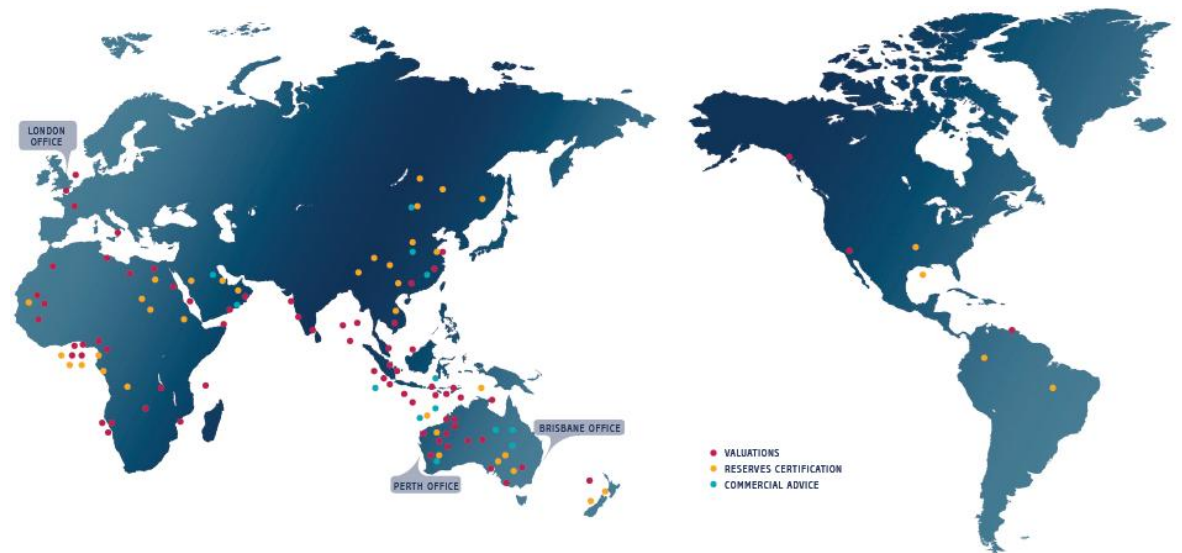 LONDON
OFFICE
BRISBANE OFFICE
PERTH OFFICE
VALUATIONS
RESERVES CERTIFICATION
COMMERCIAL ADVICE